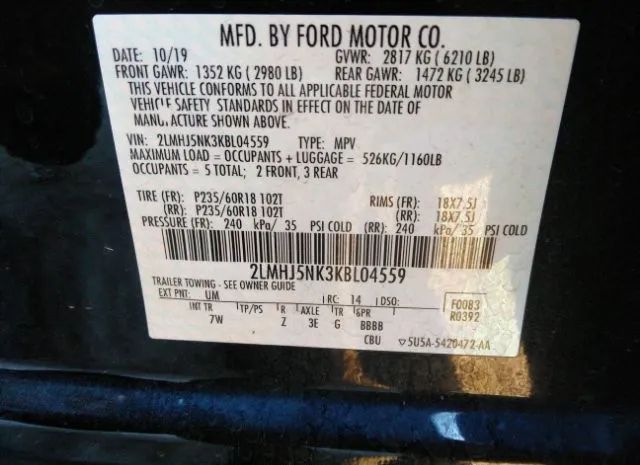 MFD. BY FORD MOTOR CO.
DATE: 10/19 GVWR: 2817 KG ( 6210 LB)
FRONT GAWR: 1352 KG ( 2980 LB) REAR GAWR: 1472 KG ( 3245 LB)
THIS VEHICLE CONFORMS TO ALL APPLICABLE FEDERAL MOTOR
VEHICLE SAFETY STANDARDS IN EFFECT ON THE DATE OF
MANUFACTURE SHOWN ABOVE.
VIN: 2LMHJ5NK3KBL04559 TYPE: MPV
MAXIMUM LOAD = OCCUPANTS + LUGGAGE = 526KG/1160LB
OCCUPANTS = 5 TOTAL; 2 FRONT, 3 REAR
TIRE (FR): P235/60R18 102T RIMS (FR): 18X7.5J
(RR): P235/60R18 102T (RR): 18X7.5J
PRESSURE (FR): 240 kPa/ 35 PSI COLD (RR): 240 kPa/ 35 PSI COLD
2LMHJ5NK3KBL04559
TRAILER TOWING - SEE OWNER GUIDE
EXT PNT: UM RC: 14 DSO: F0083
INT TR TP/PS R AXLE TR SPR R0392
7W Z 3E G BBBB
CBU 5U5A-5420472-AA